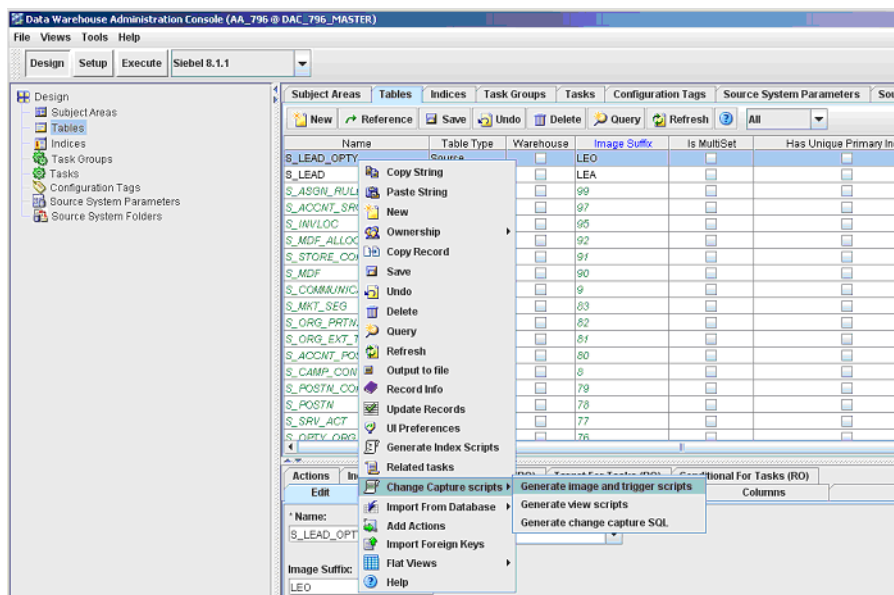 Data Warehouse Administration Console (AA_796 @ DAC_796_MASTER)
File Views Tools Help
Design Setup Execute Siebel 8.1.1
Design
Subject Areas
Tables
Indices
Task Groups
Tasks
Configuration Tags
Source System Parameters
Source System Folders
Subject Areas Tables Indices Task Groups Tasks Configuration Tags Source System Parameters Sou
New Reference Save Undo Delete Query Refresh All
Name Table Type Warehouse Image Suffix Is MultiSet Has Unique Primary In
S_LEAD_OPTY Source LEO
S_LEAD LEA
S_ASGN_RUL 99
S_ACCNT_SR 97
S_INVLOC 95
S_MDF_ALLOC 92
S_STORE_CO 91
S_MDF 90
S_COMMUNIC 9
S_MKT_SEG 83
S_ORG_PRTN 82
S_ORG_EXT_T 81
S_ACCNT_PO 80
S_CAMP_CON 8
S_POSTN_CO 79
S_POSTN 78
S_SRV_ACT 77
S_OPTY_ORG 76
Copy String
Paste String
New
Ownership
Copy Record
Save
Undo
Delete
Query
Refresh
Output to file
Record Info
Update Records
UI Preferences
Generate Index Scripts
Related tasks
Change Capture scripts
Import From Database
Add Actions
Import Foreign Keys
Flat Views
Help
Generate image and trigger scripts
Generate view scripts
Generate change capture SQL
Actions Conditional For Tasks (RO)
Edit Columns
*Name:
S_LEAD_OPT
Image Suffix:
LEO